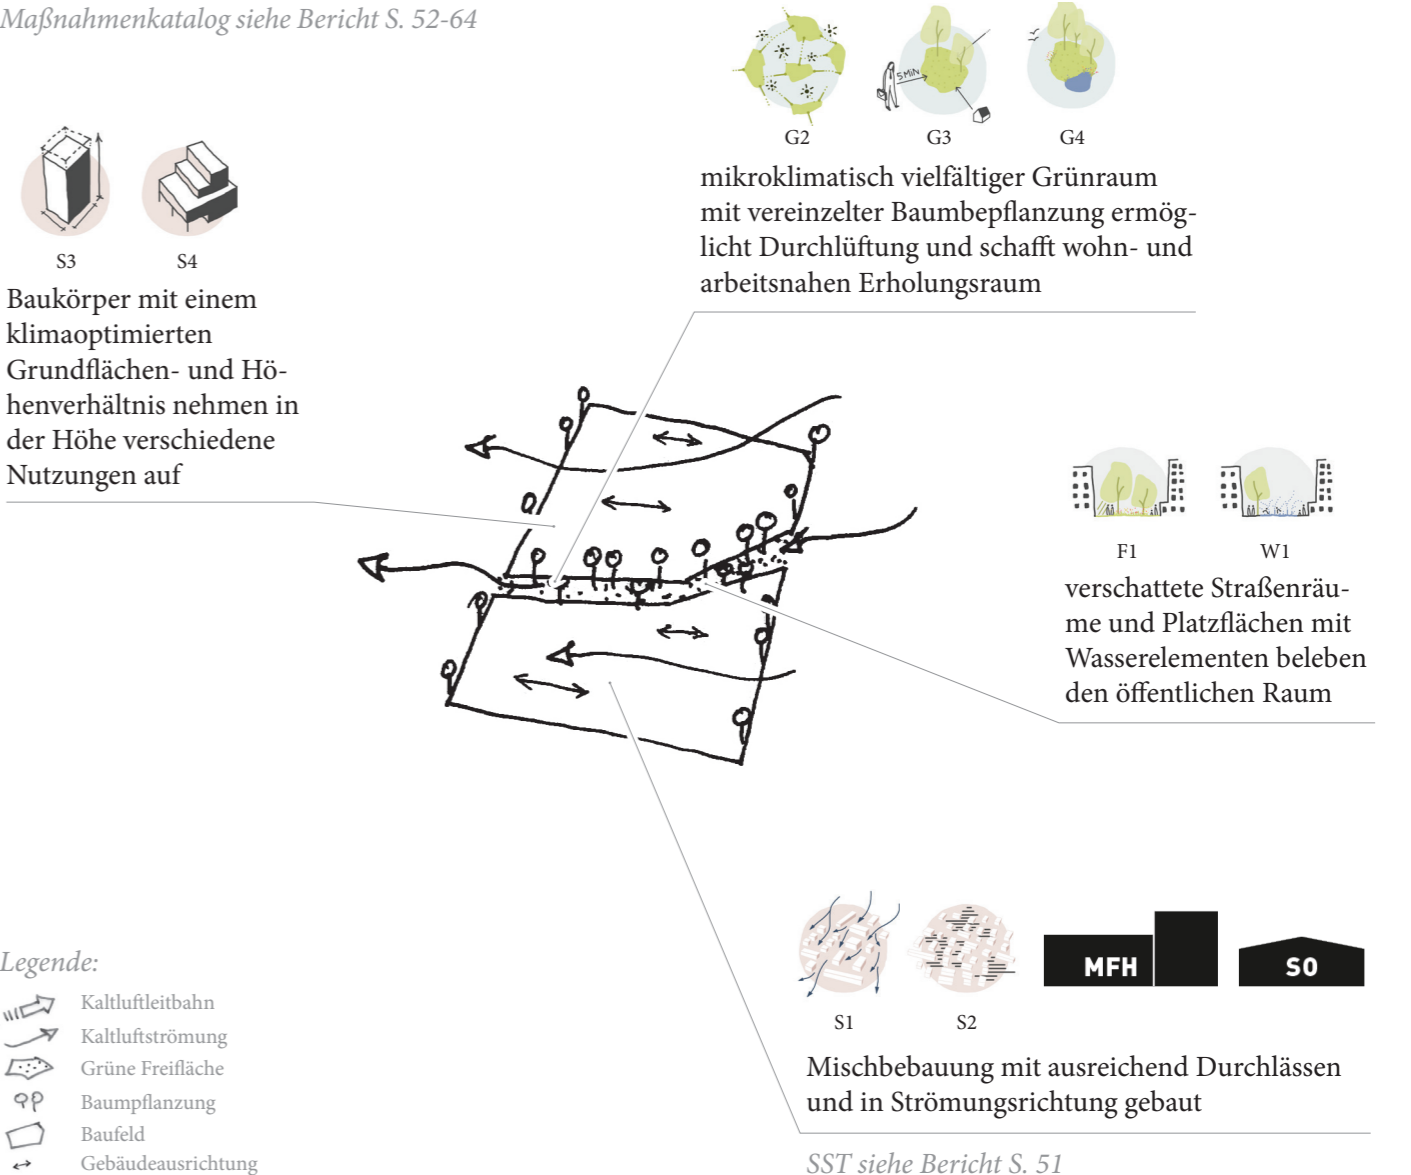 Maßnahmenkatalog siehe Bericht S. 52-64
S3
S4
Baukörper mit einem
klimaoptimierten
Grundflächen- und Hö-
henverhältnis nehmen in
der Höhe verschiedene
Nutzungen auf
5 MIN
G2
G3
G4
mikroklimatisch vielfältiger Grünraum
mit vereinzelter Baumbepflanzung ermög-
licht Durchlüftung und schafft wohn- und
arbeitsnahen Erholungsraum
F1
W1
verschattete Straßenräu-
me und Platzflächen mit
Wasserelementen beleben
den öffentlichen Raum
MFH
SO
S1
S2
Mischbebauung mit ausreichend Durchlässen
und in Strömungsrichtung gebaut
SST siehe Bericht S. 51
Legende:
Kaltluftleitbahn
Kaltluftströmung
Grüne Freifläche
Baumpflanzung
Baufeld
Gebäudeausrichtung